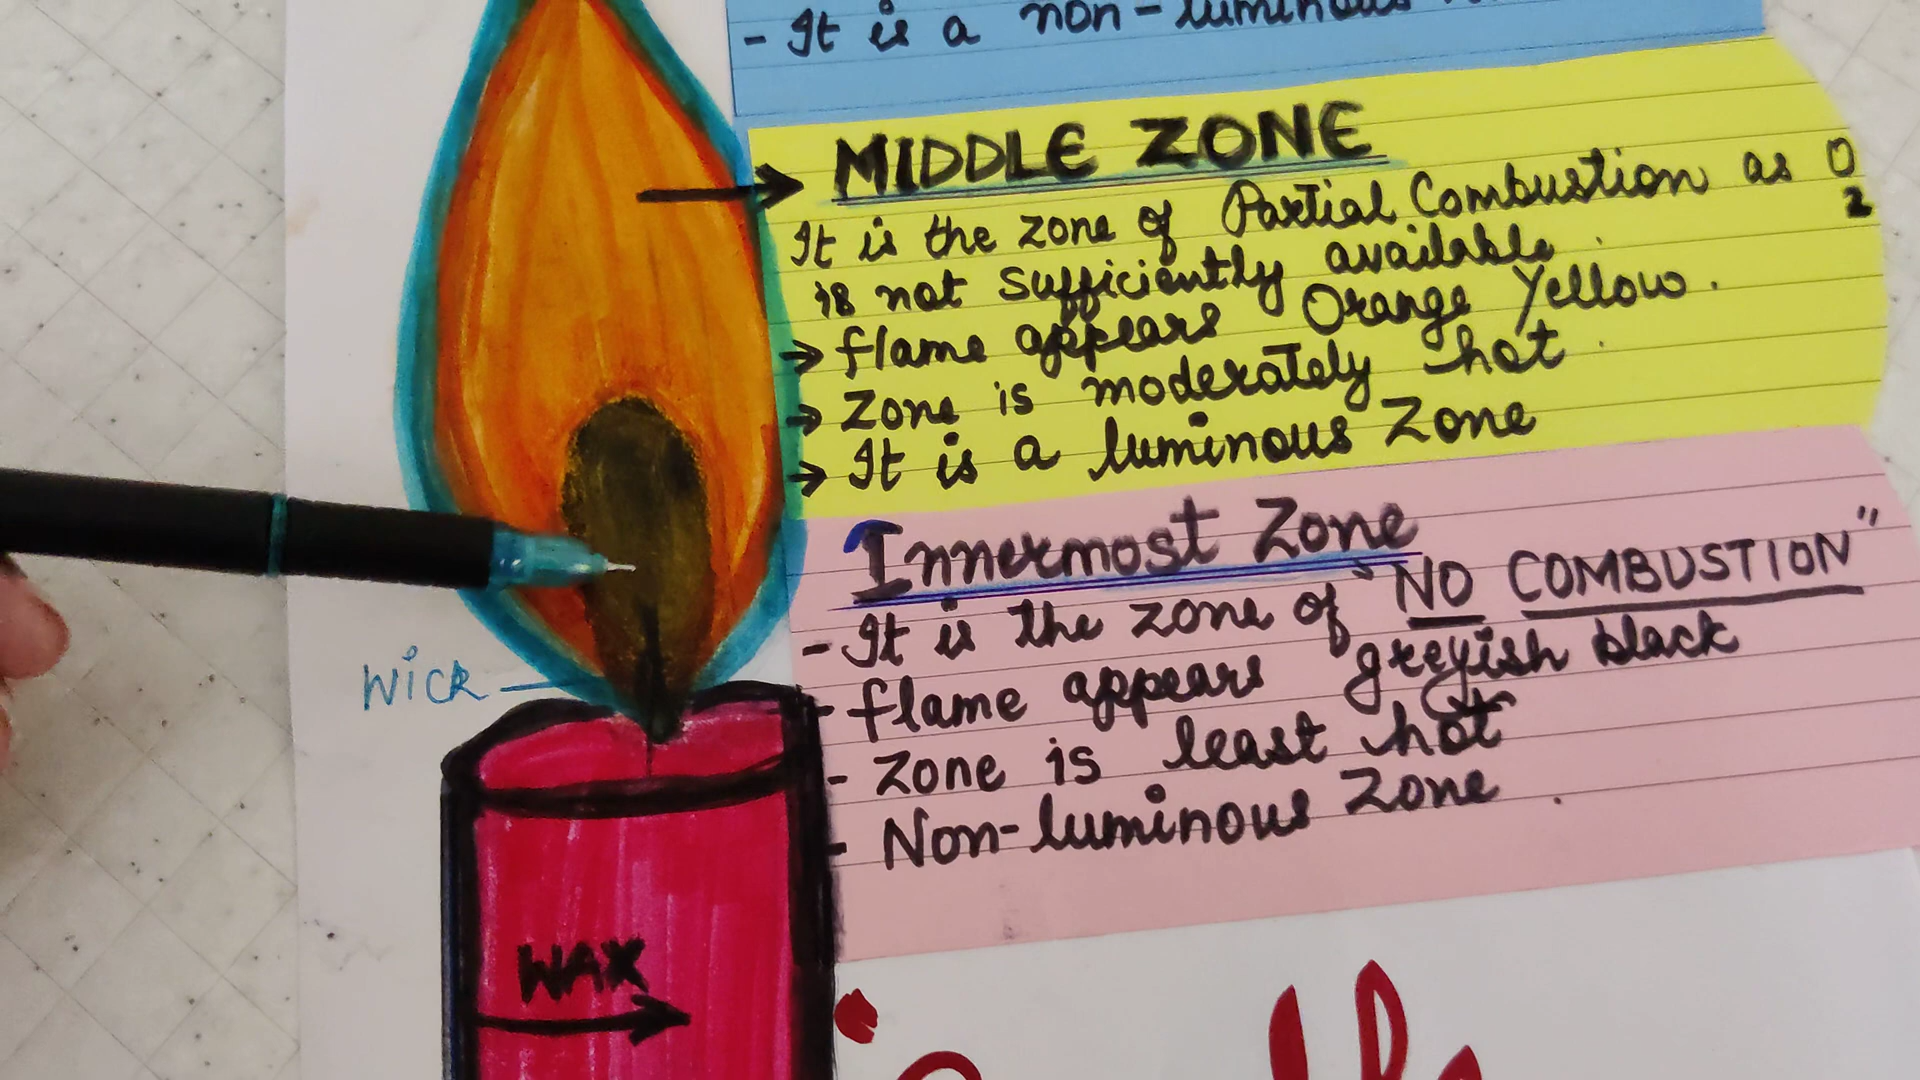 - It is a non-luminous
MIDDLE ZONE
It is the zone of Partial Combustion as O2
is not sufficiently available.
→ flame appears Orange Yellow.
→ Zone is moderately hot.
→ It is a luminous Zone
Innermost Zone
- It is the zone of "NO COMBUSTION"
- flame appears greyish black
- Zone is least hot
- Non-luminous Zone.
Wick
WAX